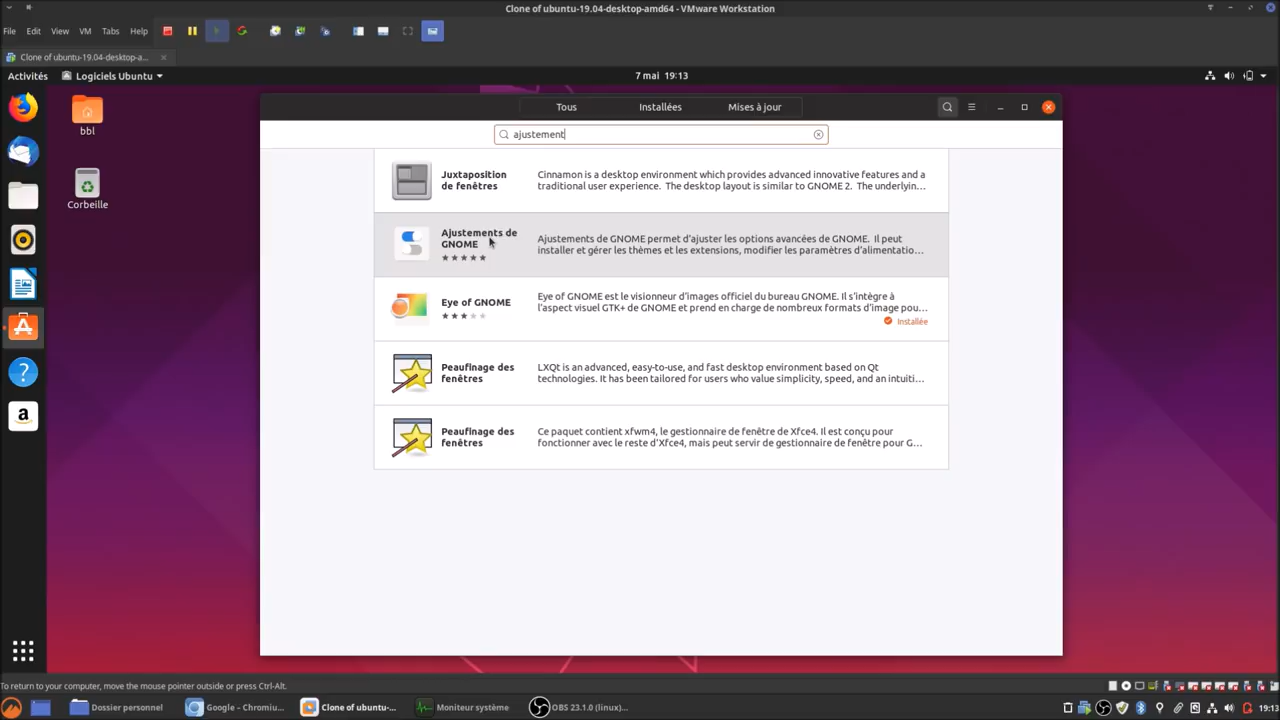 Clone of ubuntu-19.04-desktop-amd64 - VMware Workstation
File Edit View VM Tabs Help
Clone of ubuntu-19.04-desktop-a...
Activités Logiciels Ubuntu 7 mai 19:13
Tous Installées Mises à jour
ajustement
bbl
Corbeille
Juxtaposition
de fenêtres
Cinnamon is a desktop environment which provides advanced innovative features and a
traditional user experience. The desktop layout is similar to GNOME 2. The underlyin...
Ajustements de
GNOME
Ajustements de GNOME permet d'ajuster les options avancées de GNOME. Il peut
installer et gérer les thèmes et les extensions, modifier les paramètres d'alimentatio...
Eye of GNOME
Eye of GNOME est le visionneur d'images officiel du bureau GNOME. Il s'intègre à
l'aspect visuel GTK+ de GNOME et prend en charge de nombreux formats d'image pou...
Installée
Peaufinage des
fenêtres
LXQt is an advanced, easy-to-use, and fast desktop environment based on Qt
technologies. It has been tailored for users who value simplicity, speed, and an intuiti...
Peaufinage des
fenêtres
Ce paquet contient xfwm4, le gestionnaire de fenêtre de Xfce4. Il est conçu pour
fonctionner avec le reste d'Xfce4, mais peut servir de gestionnaire de fenêtre pour G...
To return to your computer, move the mouse pointer outside or press Ctrl-Alt.
Dossier personnel Google – Chromiu... Clone of ubuntu-... Moniteur système OBS 23.1.0 (linux)... 19:13